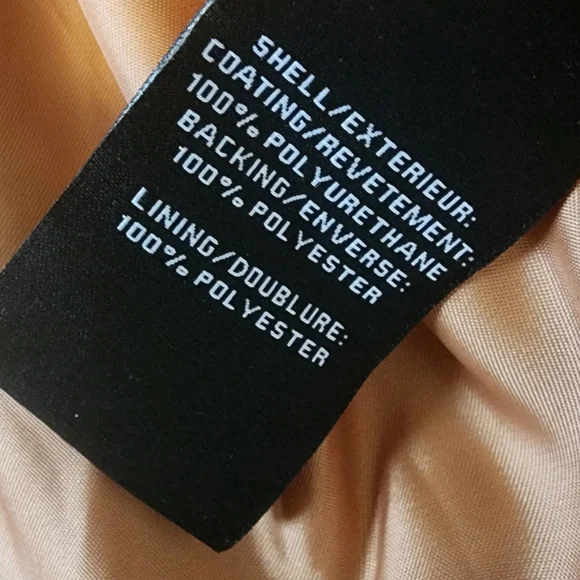 SHELL/EXTERIEUR:
COATING/REVETEMENT:
100% POLYURETHANE
BACKING/ENVERSE:
100% POLYESTER
LINING/DOUBLURE:
100% POLYESTER